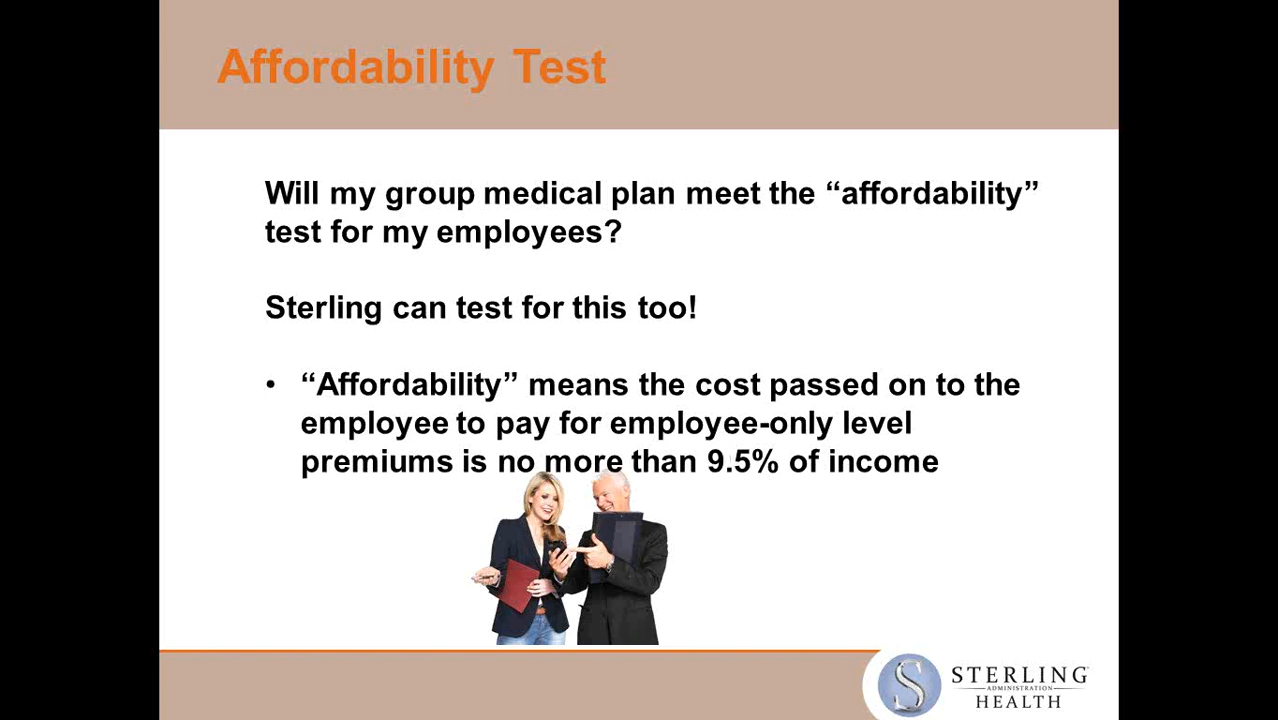 Affordability Test
Will my group medical plan meet the “affordability”
test for my employees?
Sterling can test for this too!
• “Affordability” means the cost passed on to the
employee to pay for employee-only level
premiums is no more than 9.5% of income
S
STERLING
ADMINISTRATION
HEALTH